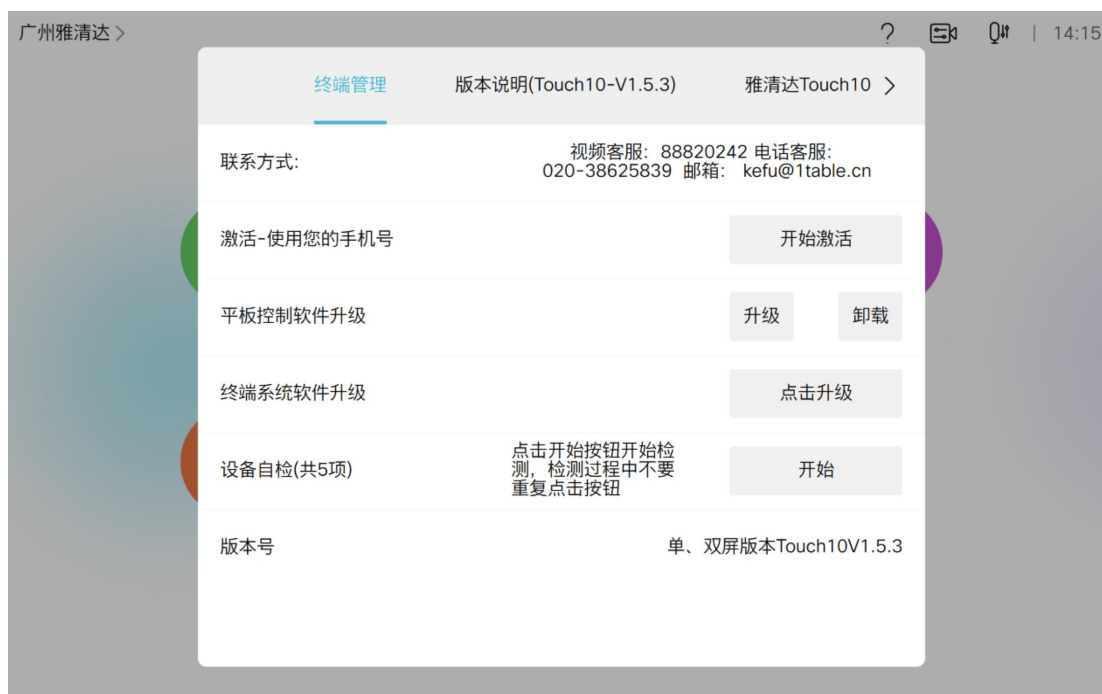 广州雅清达 >
? | 14:15
终端管理 版本说明(Touch10-V1.5.3) 雅清达Touch10 >
联系方式: 视频客服: 88820242 电话客服:
020-38625839 邮箱: kefu@1table.cn
激活-使用您的手机号 开始激活
平板控制软件升级 升级 卸载
终端系统软件升级 点击升级
设备自检(共5项)
点击开始按钮开始检
测, 检测过程中不要
重复点击按钮
开始
版本号 单、双屏版本Touch10V1.5.3